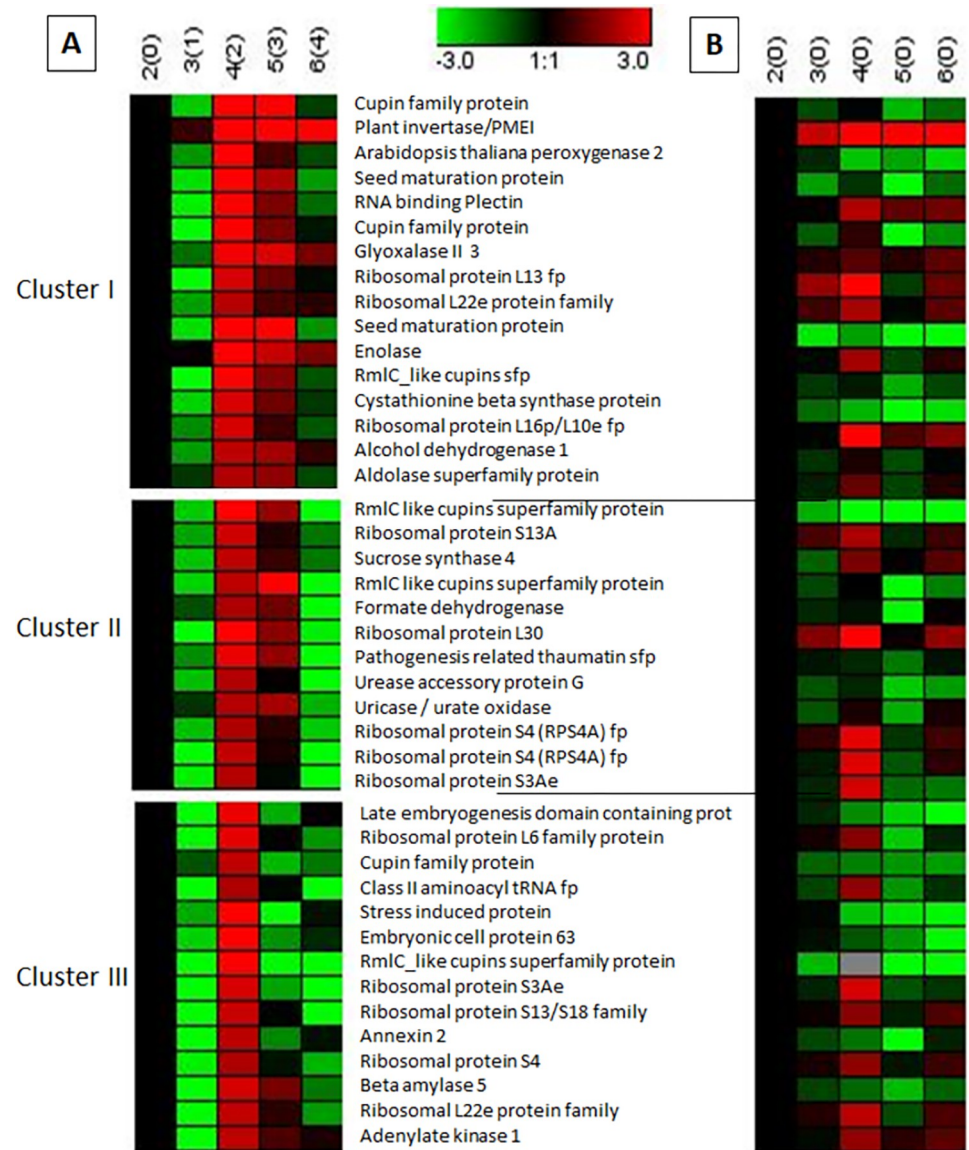 A
B
2(0) 3(1) 4(2) 5(3) 6(4)
-3.0 1:1 3.0
2(0) 3(0) 4(0) 5(0) 6(0)
Cluster I
Cupin family protein
Plant invertase/PMEI
Arabidopsis thaliana peroxygenase 2
Seed maturation protein
RNA binding Plectin
Cupin family protein
Glyoxalase II 3
Ribosomal protein L13 fp
Ribosomal L22e protein family
Seed maturation protein
Enolase
RmlC_like cupins sfp
Cystathionine beta synthase protein
Ribosomal protein L16p/L10e fp
Alcohol dehydrogenase 1
Aldolase superfamily protein
Cluster II
RmlC like cupins superfamily protein
Ribosomal protein S13A
Sucrose synthase 4
RmlC like cupins superfamily protein
Formate dehydrogenase
Ribosomal protein L30
Pathogenesis related thaumatin sfp
Urease accessory protein G
Uricase / urate oxidase
Ribosomal protein S4 (RPS4A) fp
Ribosomal protein S4 (RPS4A) fp
Ribosomal protein S3Ae
Cluster III
Late embryogenesis domain containing prot
Ribosomal protein L6 family protein
Cupin family protein
Class II aminoacyl tRNA fp
Stress induced protein
Embryonic cell protein 63
RmlC_like cupins superfamily protein
Ribosomal protein S3Ae
Ribosomal protein S13/S18 family
Annexin 2
Ribosomal protein S4
Beta amylase 5
Ribosomal L22e protein family
Adenylate kinase 1